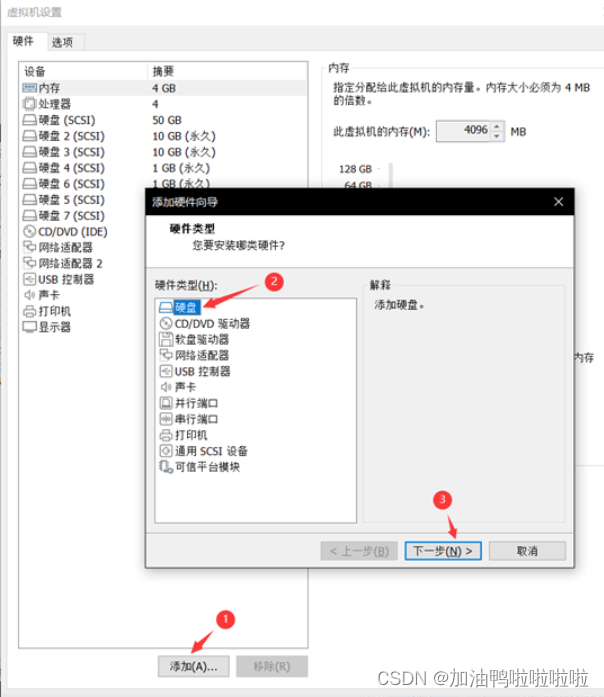 虚拟机设置
硬件 选项
设备 摘要
内存 4 GB
处理器 4
硬盘 (SCSI) 50 GB
硬盘 2 (SCSI) 10 GB (永久)
硬盘 3 (SCSI) 10 GB (永久)
硬盘 4 (SCSI) 1 GB (永久)
硬盘 6 (SCSI) 1 GB (永久)
硬盘 5 (SCSI)
硬盘 7 (SCSI)
CD/DVD (IDE)
网络适配器
网络适配器 2
USB 控制器
声卡
打印机
显示器
内存
指定分配给此虚拟机的内存量。内存大小必须为 4 MB
的倍数。
此虚拟机的内存(M): 4096 MB
128 GB
64 GB
内存
添加硬件向导
硬件类型
您要安装哪类硬件?
硬件类型(H):
2
硬盘
CD/DVD 驱动器
软盘驱动器
网络适配器
USB 控制器
声卡
并行端口
串行端口
打印机
通用 SCSI 设备
可信平台模块
解释
添加硬盘。
3
< 上一步(B) 下一步(N) > 取消
1
添加(A)... 移除(R)
CSDN @加油鸭啦啦啦啦